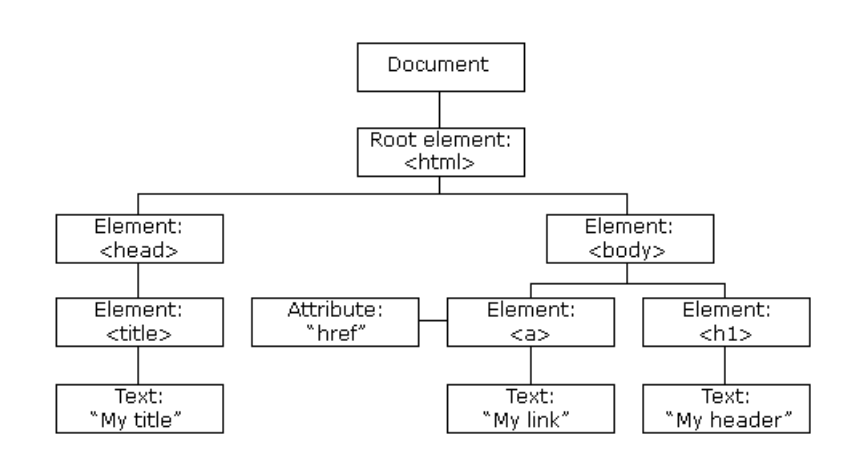 Document
Root element:
<html>
Element:
<head>
Element:
<body>
Element:
<title>
Attribute:
“href”
Element:
<a>
Element:
<h1>
Text:
“My title”
Text:
“My link”
Text:
“My header”